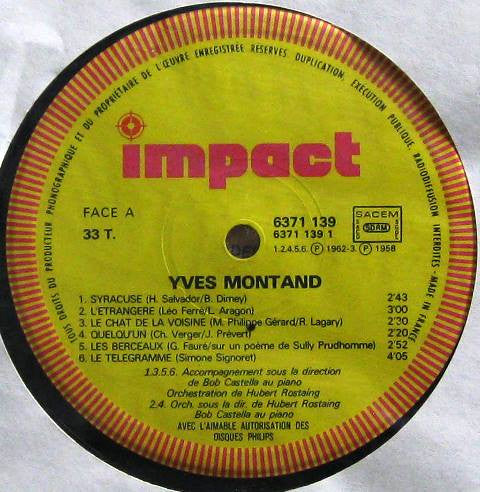 TOUS DROITS DU PRODUCTEUR PHONOGRAPHIQUE ET DU PROPRIÉTAIRE DE L'ŒUVRE ENREGISTRÉE RÉSERVÉS DUPLICATION, EXÉCUTION PUBLIQUE, RADIODIFFUSION INTERDITES - MADE IN FRANCE
impact
FACE A
33 T.
6371 139
6371 139 1
1.2.4.5.6. Ⓟ 1962-3. Ⓟ 1958
SACEM
SDRM
YVES MONTAND
1. SYRACUSE (H. Salvador/B. Dimey) 2'43
2. L'ETRANGERE (Léo Ferré/L. Aragon) 3'00
3. LE CHAT DE LA VOISINE (M. Philippe Gérard/R. Lagary) 2'30
4. QUELQU'UN (Ch. Verger/J. Prévert) 2'20
5. LES BERCEAUX (G. Fauré/sur un poème de Sully Prudhomme) 2'52
6. LE TELEGRAMME (Simone Signoret) 4'05
1.3.5.6. Accompagnement sous la direction
de Bob Castella au piano
Orchestration de Hubert Rostaing
2.4. Orch. sous la dir. de Hubert Rostaing
Bob Castella au piano
AVEC L'AIMABLE AUTORISATION DES
DISQUES PHILIPS